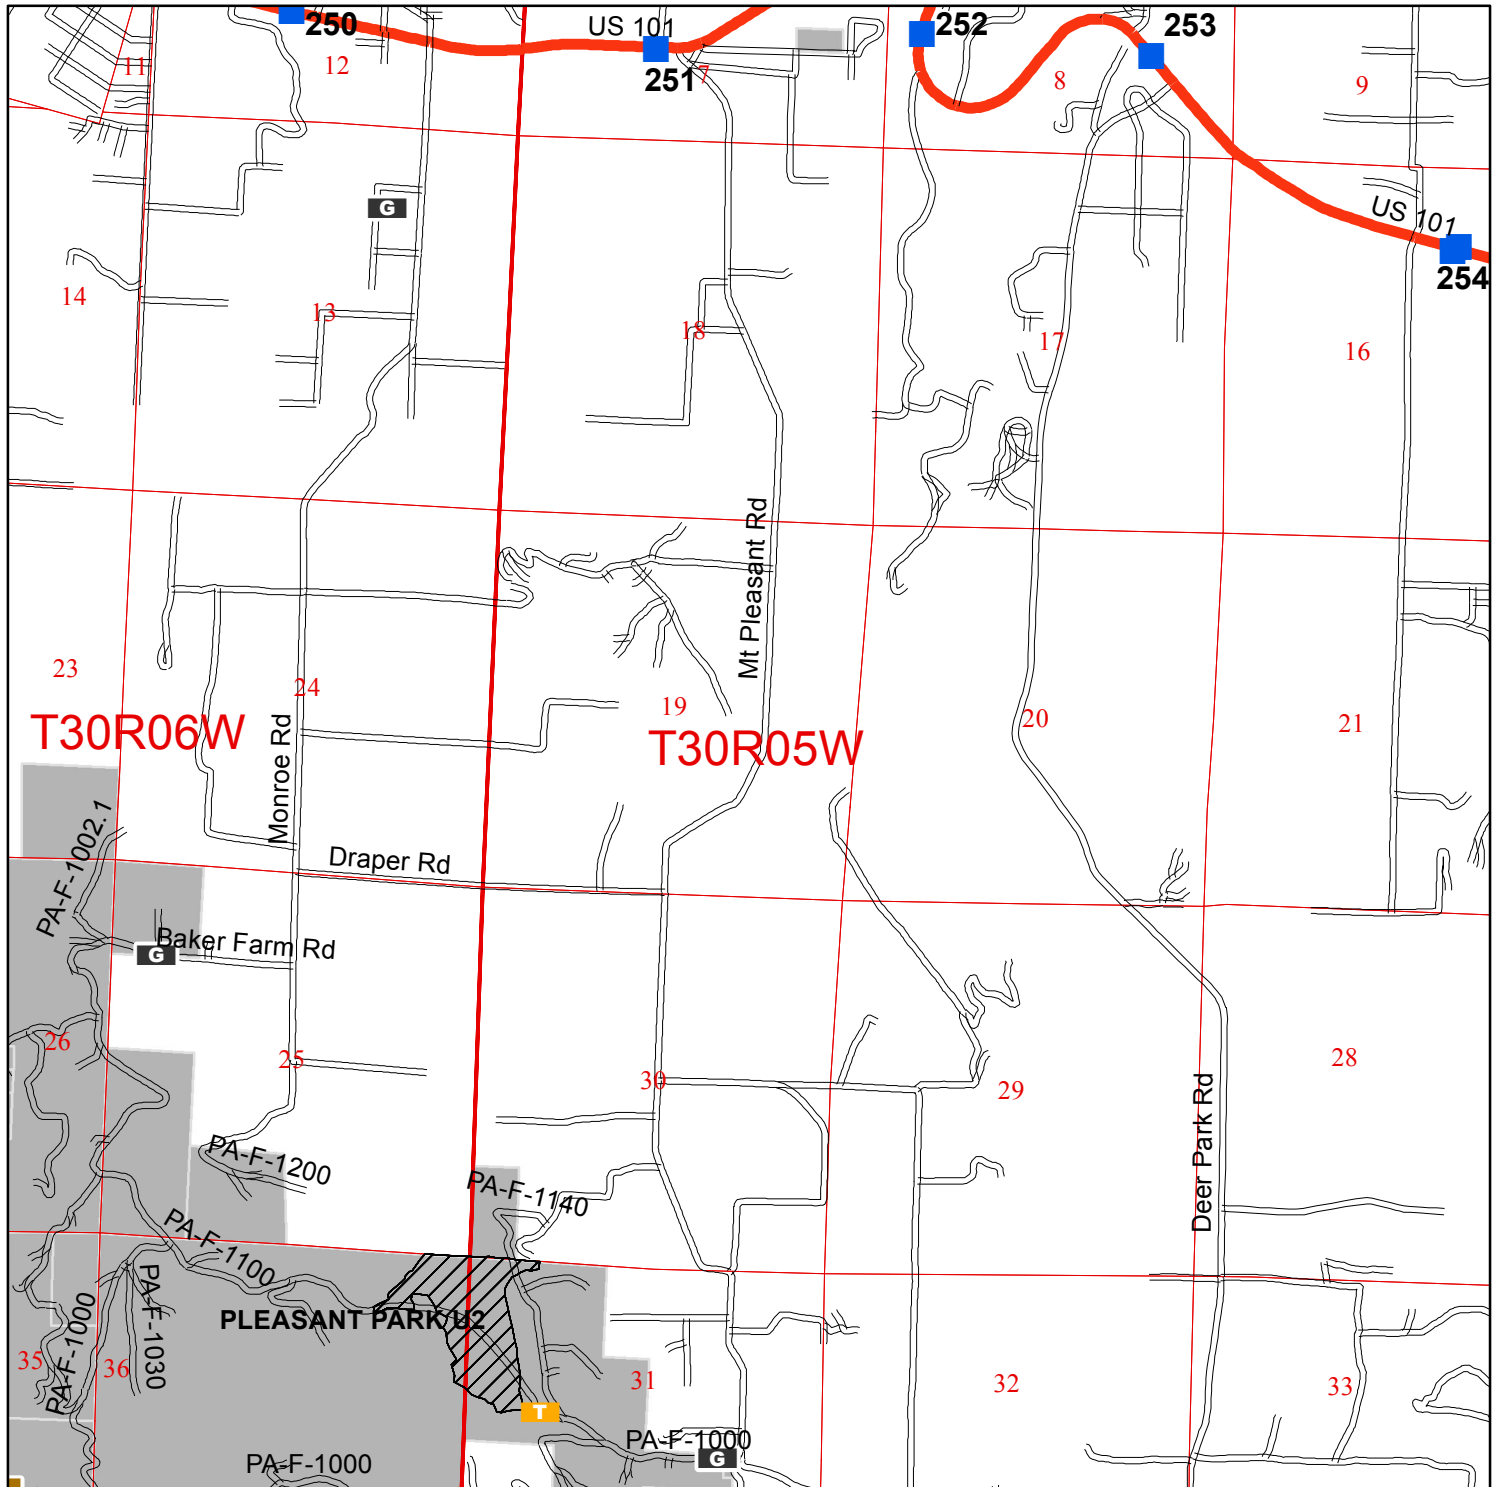 250
US 101
252
253
11
12
251
7
8
9
G
US 101
254
14
13
18
17
16
Mt Pleasant Rd
23
24
19
20
21
T30R06W
T30R05W
Monroe Rd
PA-F-1002.1
Draper Rd
Baker Farm Rd
G
26
25
30
29
28
Deer Park Rd
PA-F-1200
PA-F-1140
PA-F-1100
PLEASANT PARK U2
PA-F-1000
PA-F-1030
35
36
31
32
33
T
PA-F-1000
G
PA-F-1000